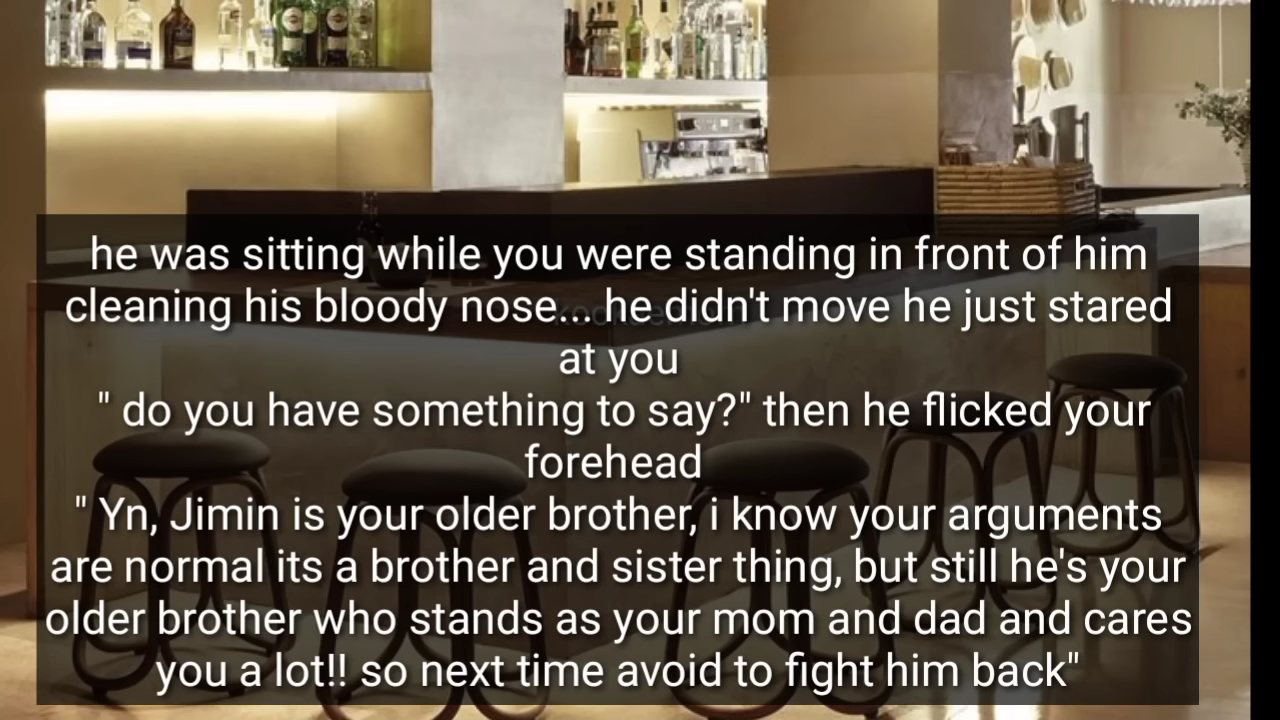 he was sitting while you were standing in front of him
cleaning his bloody nose... he didn't move he just stared
at you
" do you have something to say?" then he flicked your
forehead
" Yn, Jimin is your older brother, i know your arguments
are normal its a brother and sister thing, but still he's your
older brother who stands as your mom and dad and cares
you a lot!! so next time avoid to fight him back"